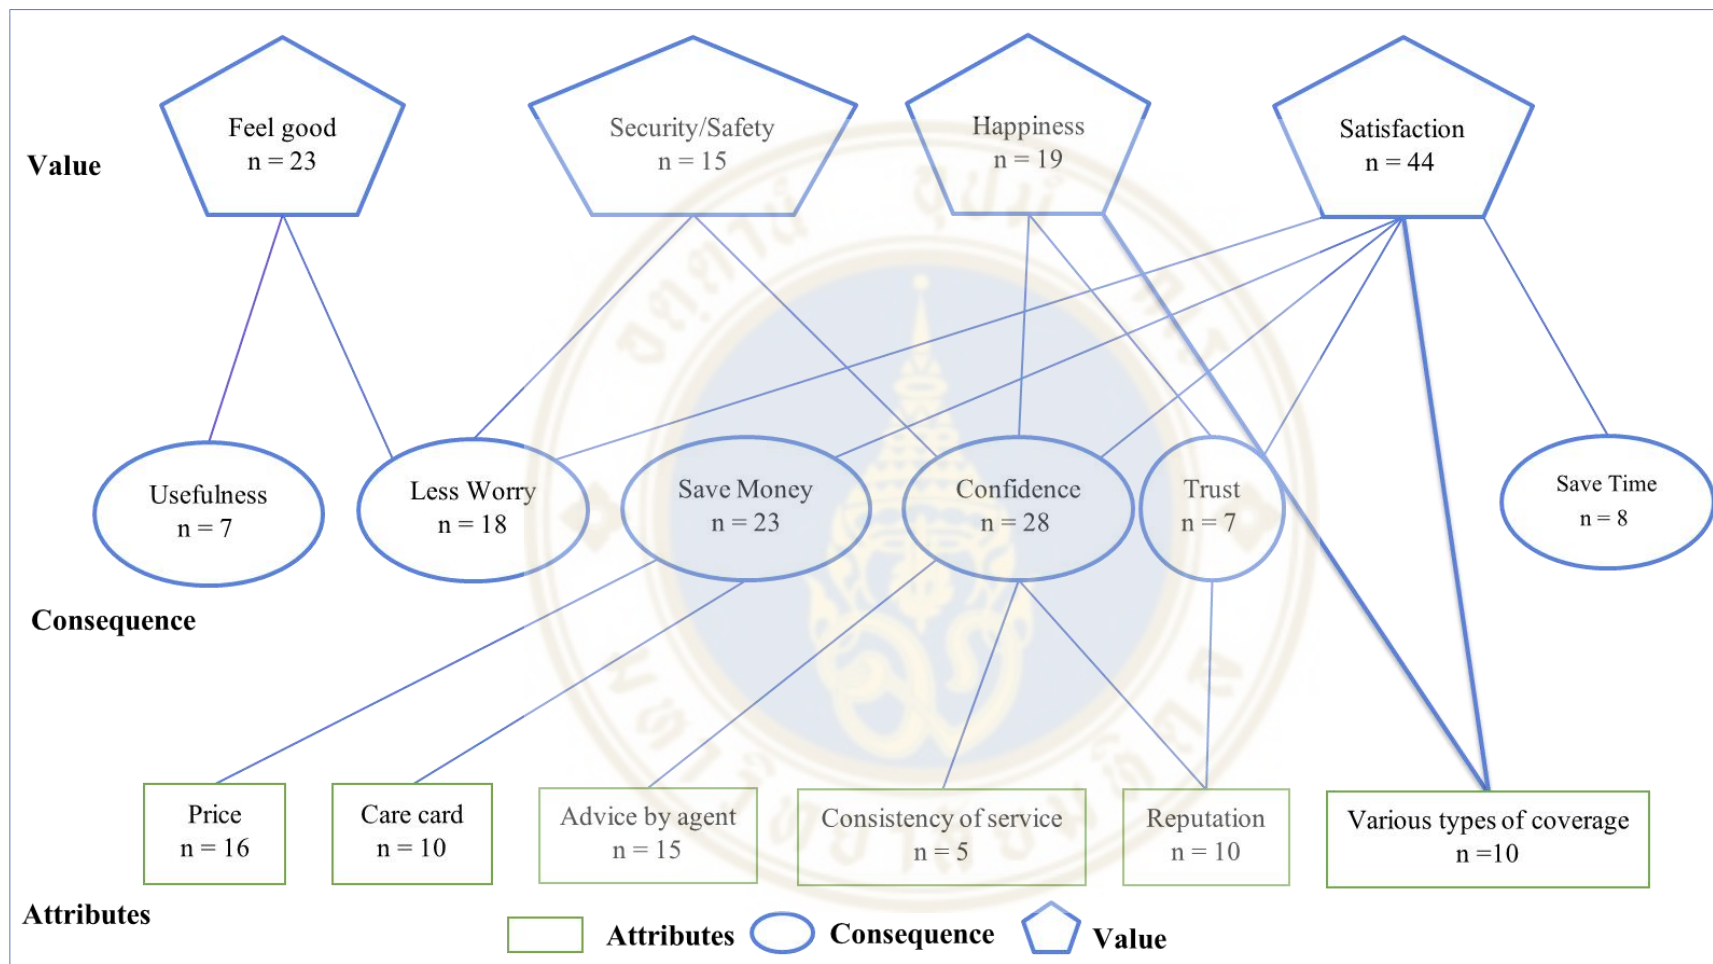 Feel good
n = 23
Security/Safety
n = 15
Happiness
n = 19
Satisfaction
n = 44
Value
Usefulness
n = 7
Less Worry
n = 18
Save Money
n = 23
Confidence
n = 28
Trust
n = 7
Save Time
n = 8
Consequence
Price
n = 16
Care card
n = 10
Advice by agent
n = 15
Consistency of service
n = 5
Reputation
n = 10
Various types of coverage
n =10
Attributes
Attributes
Consequence
Value